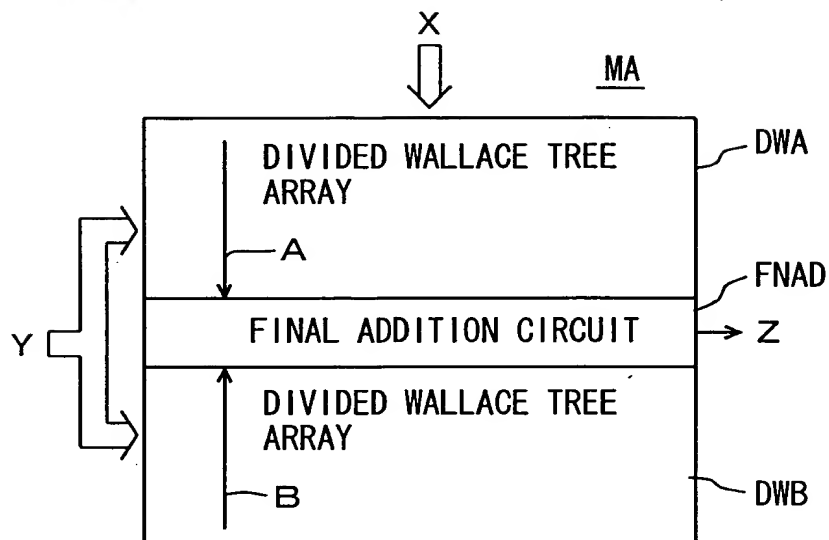 X
MA
DIVIDED WALLACE TREE
ARRAY
DWA
A
FNAD
Y
FINAL ADDITION CIRCUIT
Z
DIVIDED WALLACE TREE
ARRAY
B
DWB